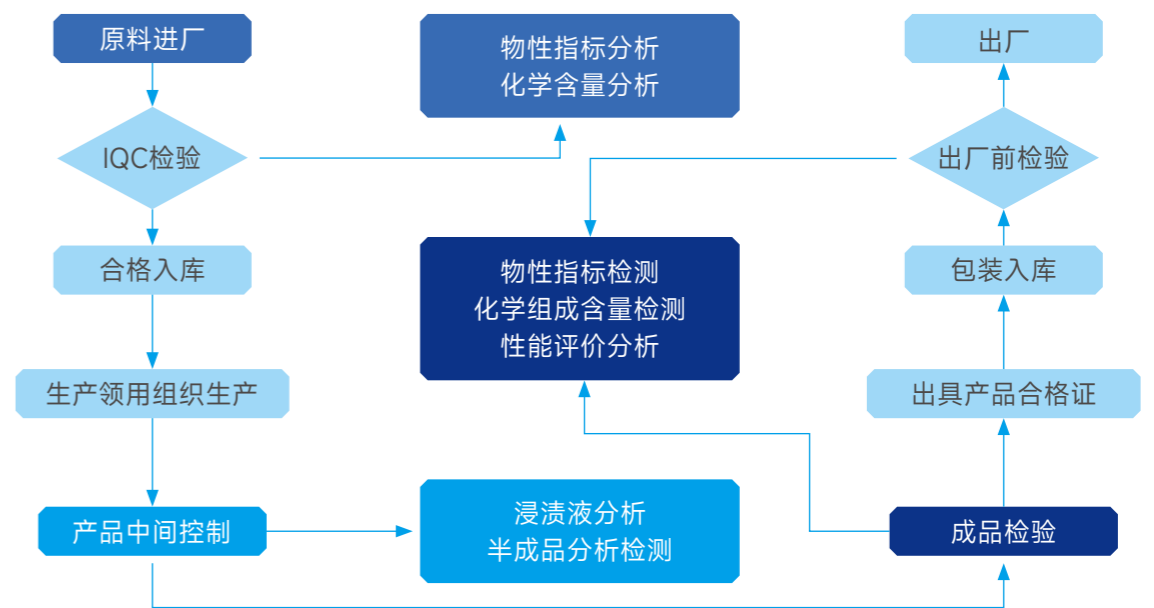 原料进厂
物性指标分析
化学含量分析
出厂
IQC检验
出厂前检验
合格入库
物性指标检测
化学组成含量检测
性能评价分析
包装入库
生产领用组织生产
出具产品合格证
产品中间控制
浸渍液分析
半成品分析检测
成品检验